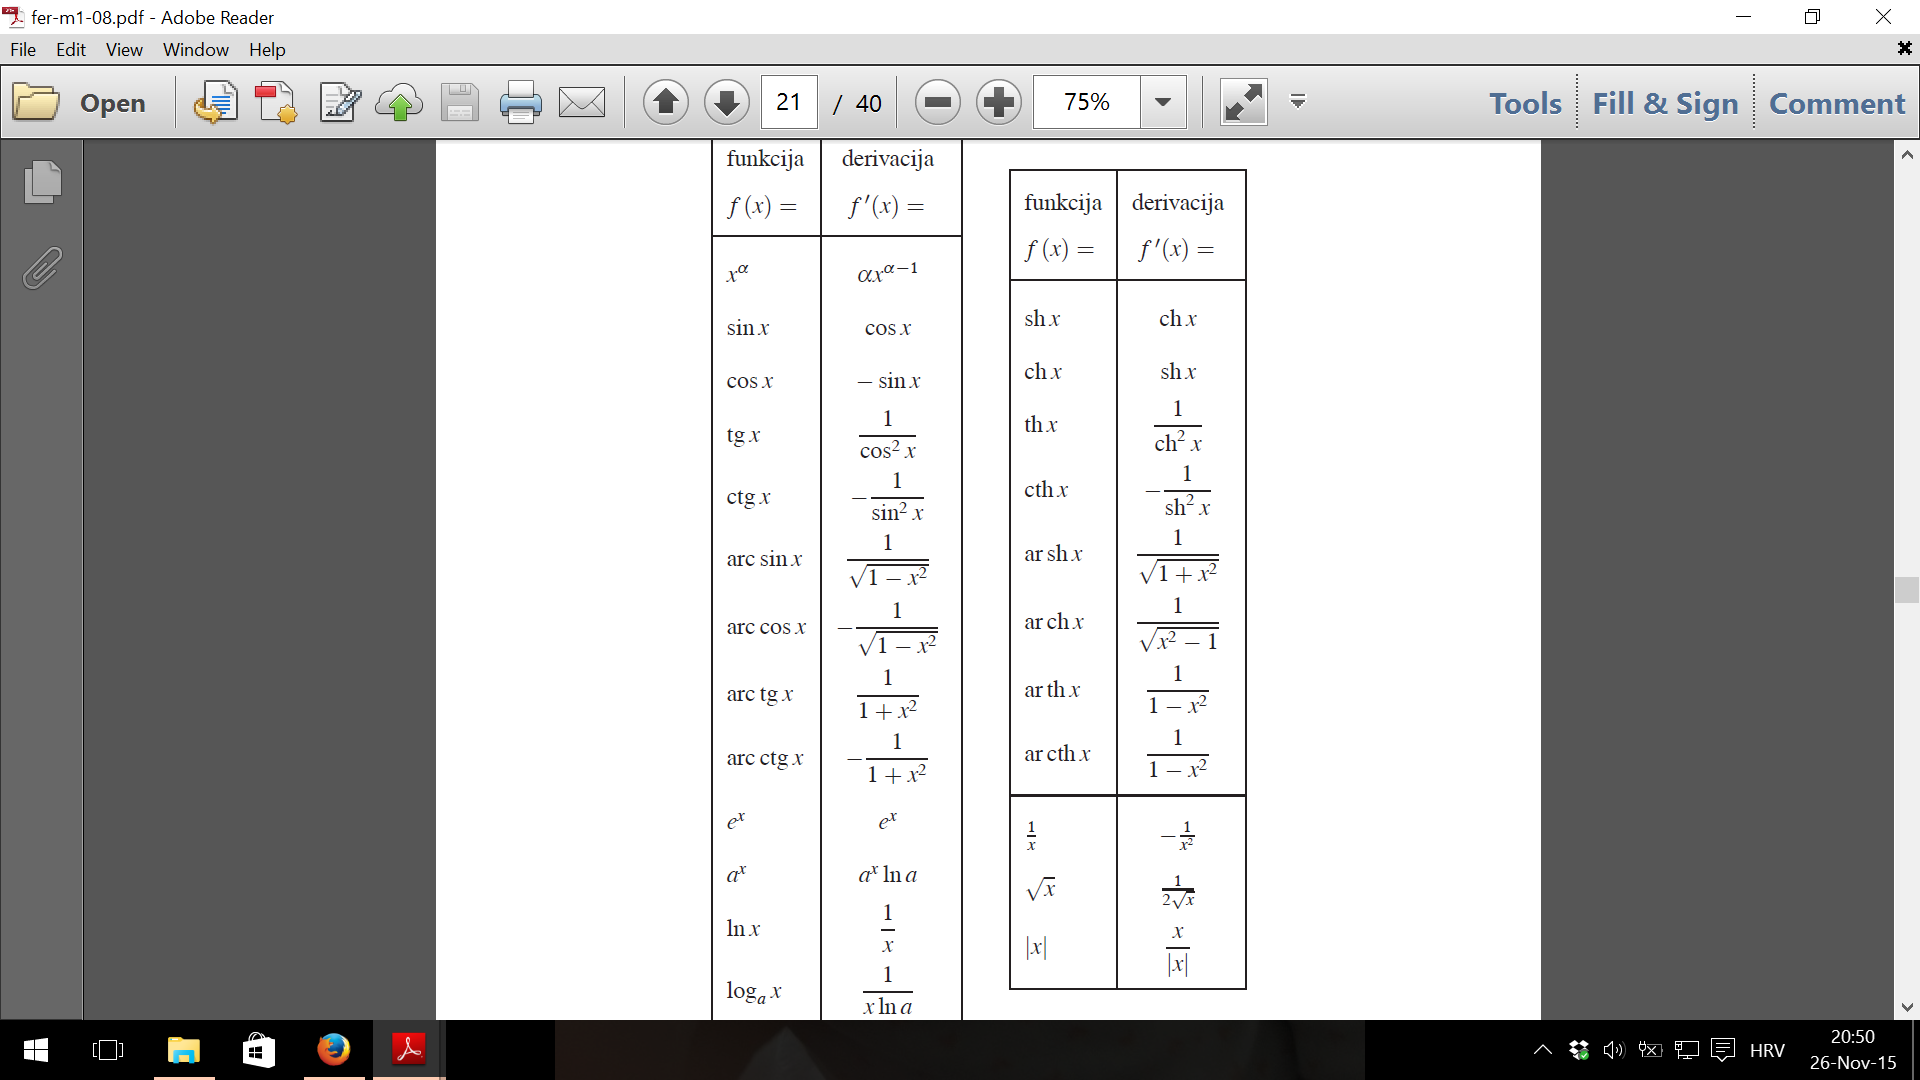 fer-m1-08.pdf - Adobe Reader
File Edit View Window Help
Open 21 / 40 75% Tools Fill & Sign Comment
funkcija derivacija
f (x) = f ′(x) =
x^α αx^{α−1}
sin x cos x
cos x − sin x
tg x 1/cos² x
ctg x −1/sin² x
arc sin x 1/√(1 − x²)
arc cos x −1/√(1 − x²)
arc tg x 1/(1 + x²)
arc ctg x −1/(1 + x²)
e^x e^x
a^x a^x ln a
ln x 1/x
log_a x 1/(x ln a)
funkcija derivacija
f (x) = f ′(x) =
sh x ch x
ch x sh x
th x 1/ch² x
cth x −1/sh² x
ar sh x 1/√(1 + x²)
ar ch x 1/√(x² − 1)
ar th x 1/(1 − x²)
ar cth x 1/(1 − x²)
1/x −1/x²
√x 1/(2√x)
|x| x/|x|
HRV
20:50
26-Nov-15